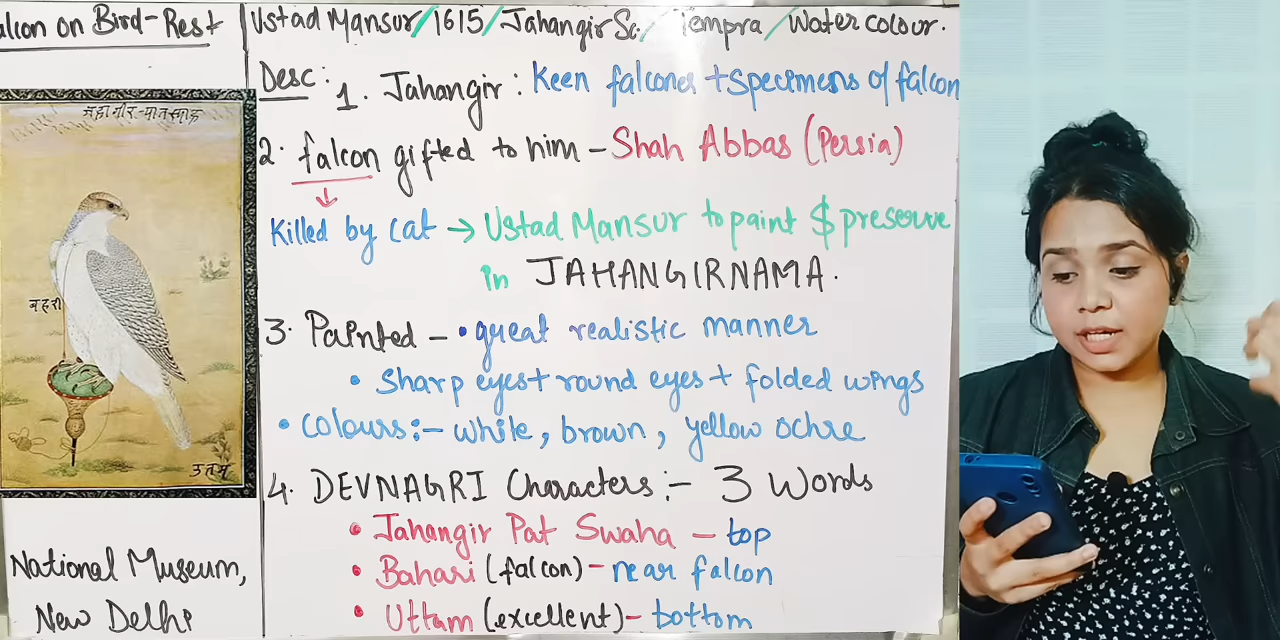 alcon on Bird-Rest
Ustad Mansur/1615/Jahangir Sc./Tempra/Water colour.
Desc:
1. Jahangir: Keen falconer + specimens of falcon
2. falcon gifted to him - Shah Abbas (Persia)
Killed by cat → Ustad Mansur to paint $ preserve
in JAHANGIRNAMA.
3. Painted - • great realistic manner
• Sharp eyes + round eyes + folded wings
• Colours:- white, brown, yellow ochre
4. DEVNAGRI Characters:- 3 Words
• Jahangir Pat Swaha - top
• Bahari (falcon) - near falcon
• Uttam (excellent) - bottom
जहाँगीर-पातस्याह
बहरी
उतम
National Museum,
New Delhi